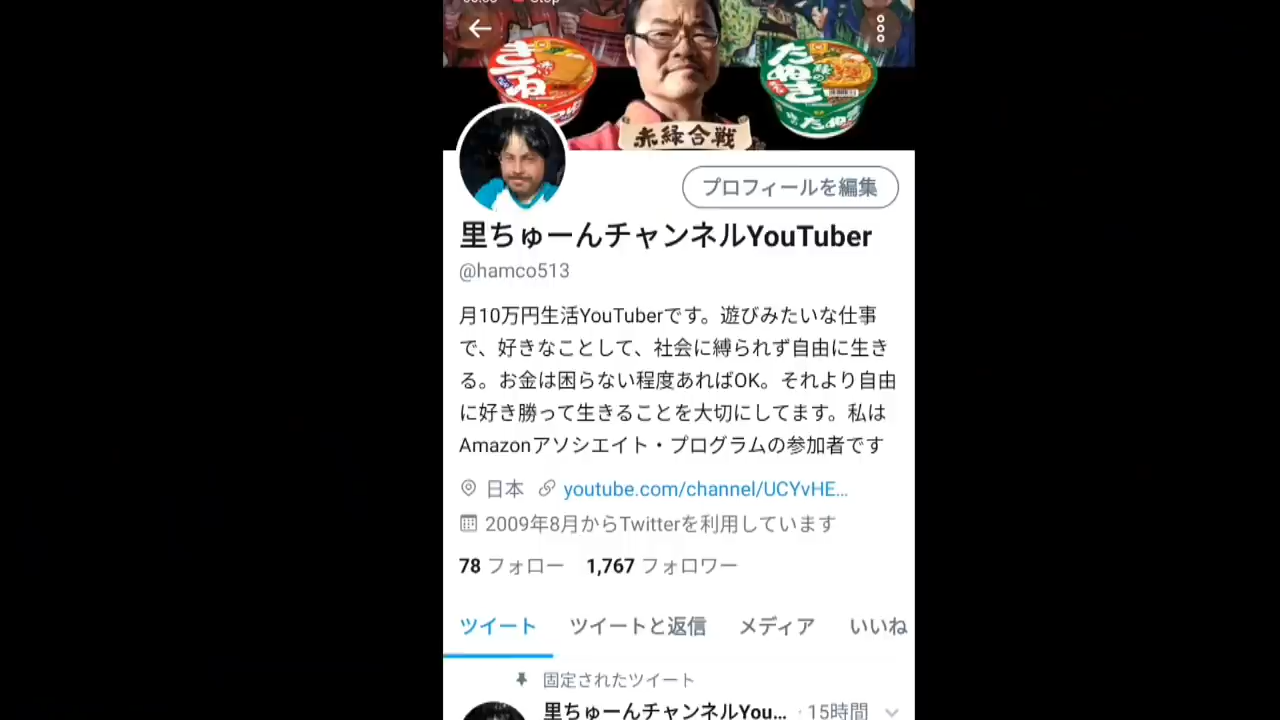 きつね
赤い
緑の
たぬき
たぬき
赤緑合戦
プロフィールを編集
里ちゅーんチャンネルYouTuber
@hamco513
月10万円生活YouTuberです。遊びみたいな仕事
で、好きなことして、社会に縛られず自由に生き
る。お金は困らない程度あればOK。それより自由
に好き勝って生きることを大切にしてます。私は
Amazonアソシエイト・プログラムの参加者です
日本 youtube.com/channel/UCYvHE…
2009年8月からTwitterを利用しています
78 フォロー 1,767 フォロワー
ツイート ツイートと返信 メディア いいね
固定されたツイート
里ちゅーんチャンネルYou… · 15時間